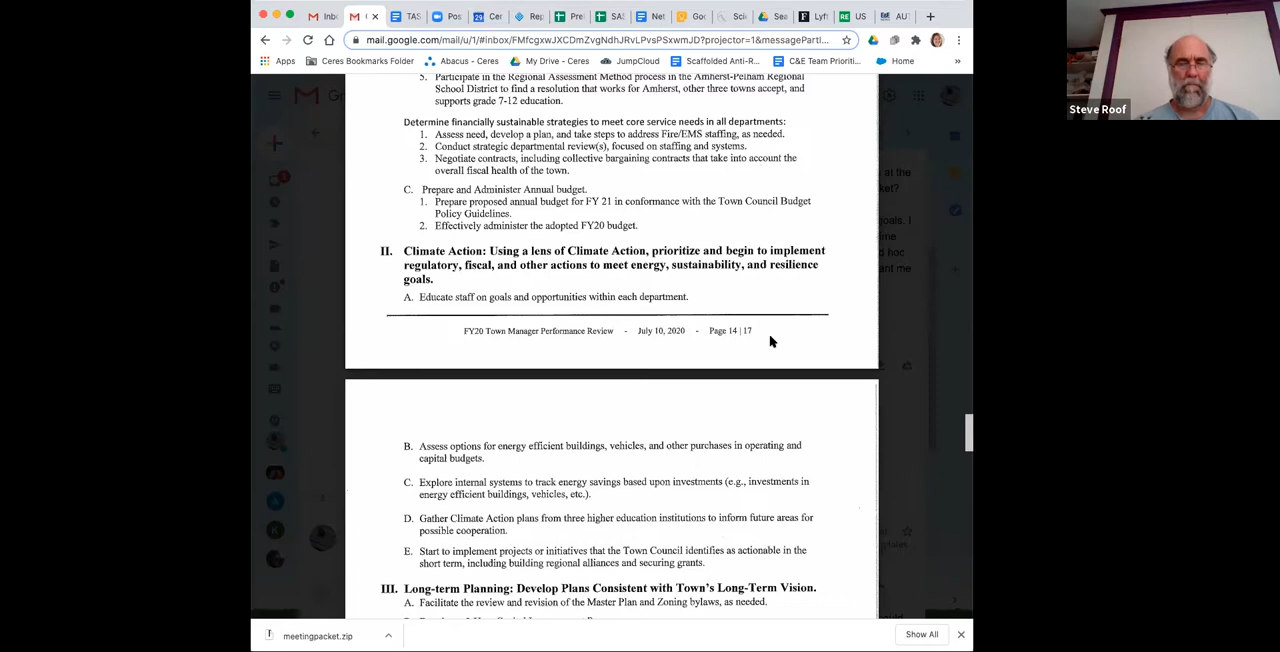 Inb
TAS
Pos
Cer
Rep
Pre
SAS
Net
Goo
Scie
Sea
Lyft
US
AUT
mail.google.com/mail/u/1/#inbox/FMfcgxwJXCDmZvgNdhJRvLPvsPSxwmJD?projector=1&messagePartI...
Apps
Ceres Bookmarks Folder
Abacus - Ceres
My Drive - Ceres
JumpCloud
Scaffolded Anti-R...
C&E Team Prioriti...
Home
»
5. Participate in the Regional Assessment Method process in the Amherst-Pelham Regional
School District to find a resolution that works for Amherst, other three towns accept, and
supports grade 7-12 education.
Determine financially sustainable strategies to meet core service needs in all departments:
1. Assess need, develop a plan, and take steps to address Fire/EMS staffing, as needed.
2. Conduct strategic departmental review(s), focused on staffing and systems.
3. Negotiate contracts, including collective bargaining contracts that take into account the
overall fiscal health of the town.
C. Prepare and Administer Annual budget.
1. Prepare proposed annual budget for FY 21 in conformance with the Town Council Budget
Policy Guidelines.
2. Effectively administer the adopted FY20 budget.
II. Climate Action: Using a lens of Climate Action, prioritize and begin to implement
regulatory, fiscal, and other actions to meet energy, sustainability, and resilience
goals.
A. Educate staff on goals and opportunities within each department.
FY20 Town Manager Performance Review - July 10, 2020 - Page 14 | 17
B. Assess options for energy efficient buildings, vehicles, and other purchases in operating and
capital budgets.
C. Explore internal systems to track energy savings based upon investments (e.g., investments in
energy efficient buildings, vehicles, etc.).
D. Gather Climate Action plans from three higher education institutions to inform future areas for
possible cooperation.
E. Start to implement projects or initiatives that the Town Council identifies as actionable in the
short term, including building regional alliances and securing grants.
III. Long-term Planning: Develop Plans Consistent with Town's Long-Term Vision.
A. Facilitate the review and revision of the Master Plan and Zoning bylaws, as needed.
meetingpacket.zip
Show All
Steve Roof